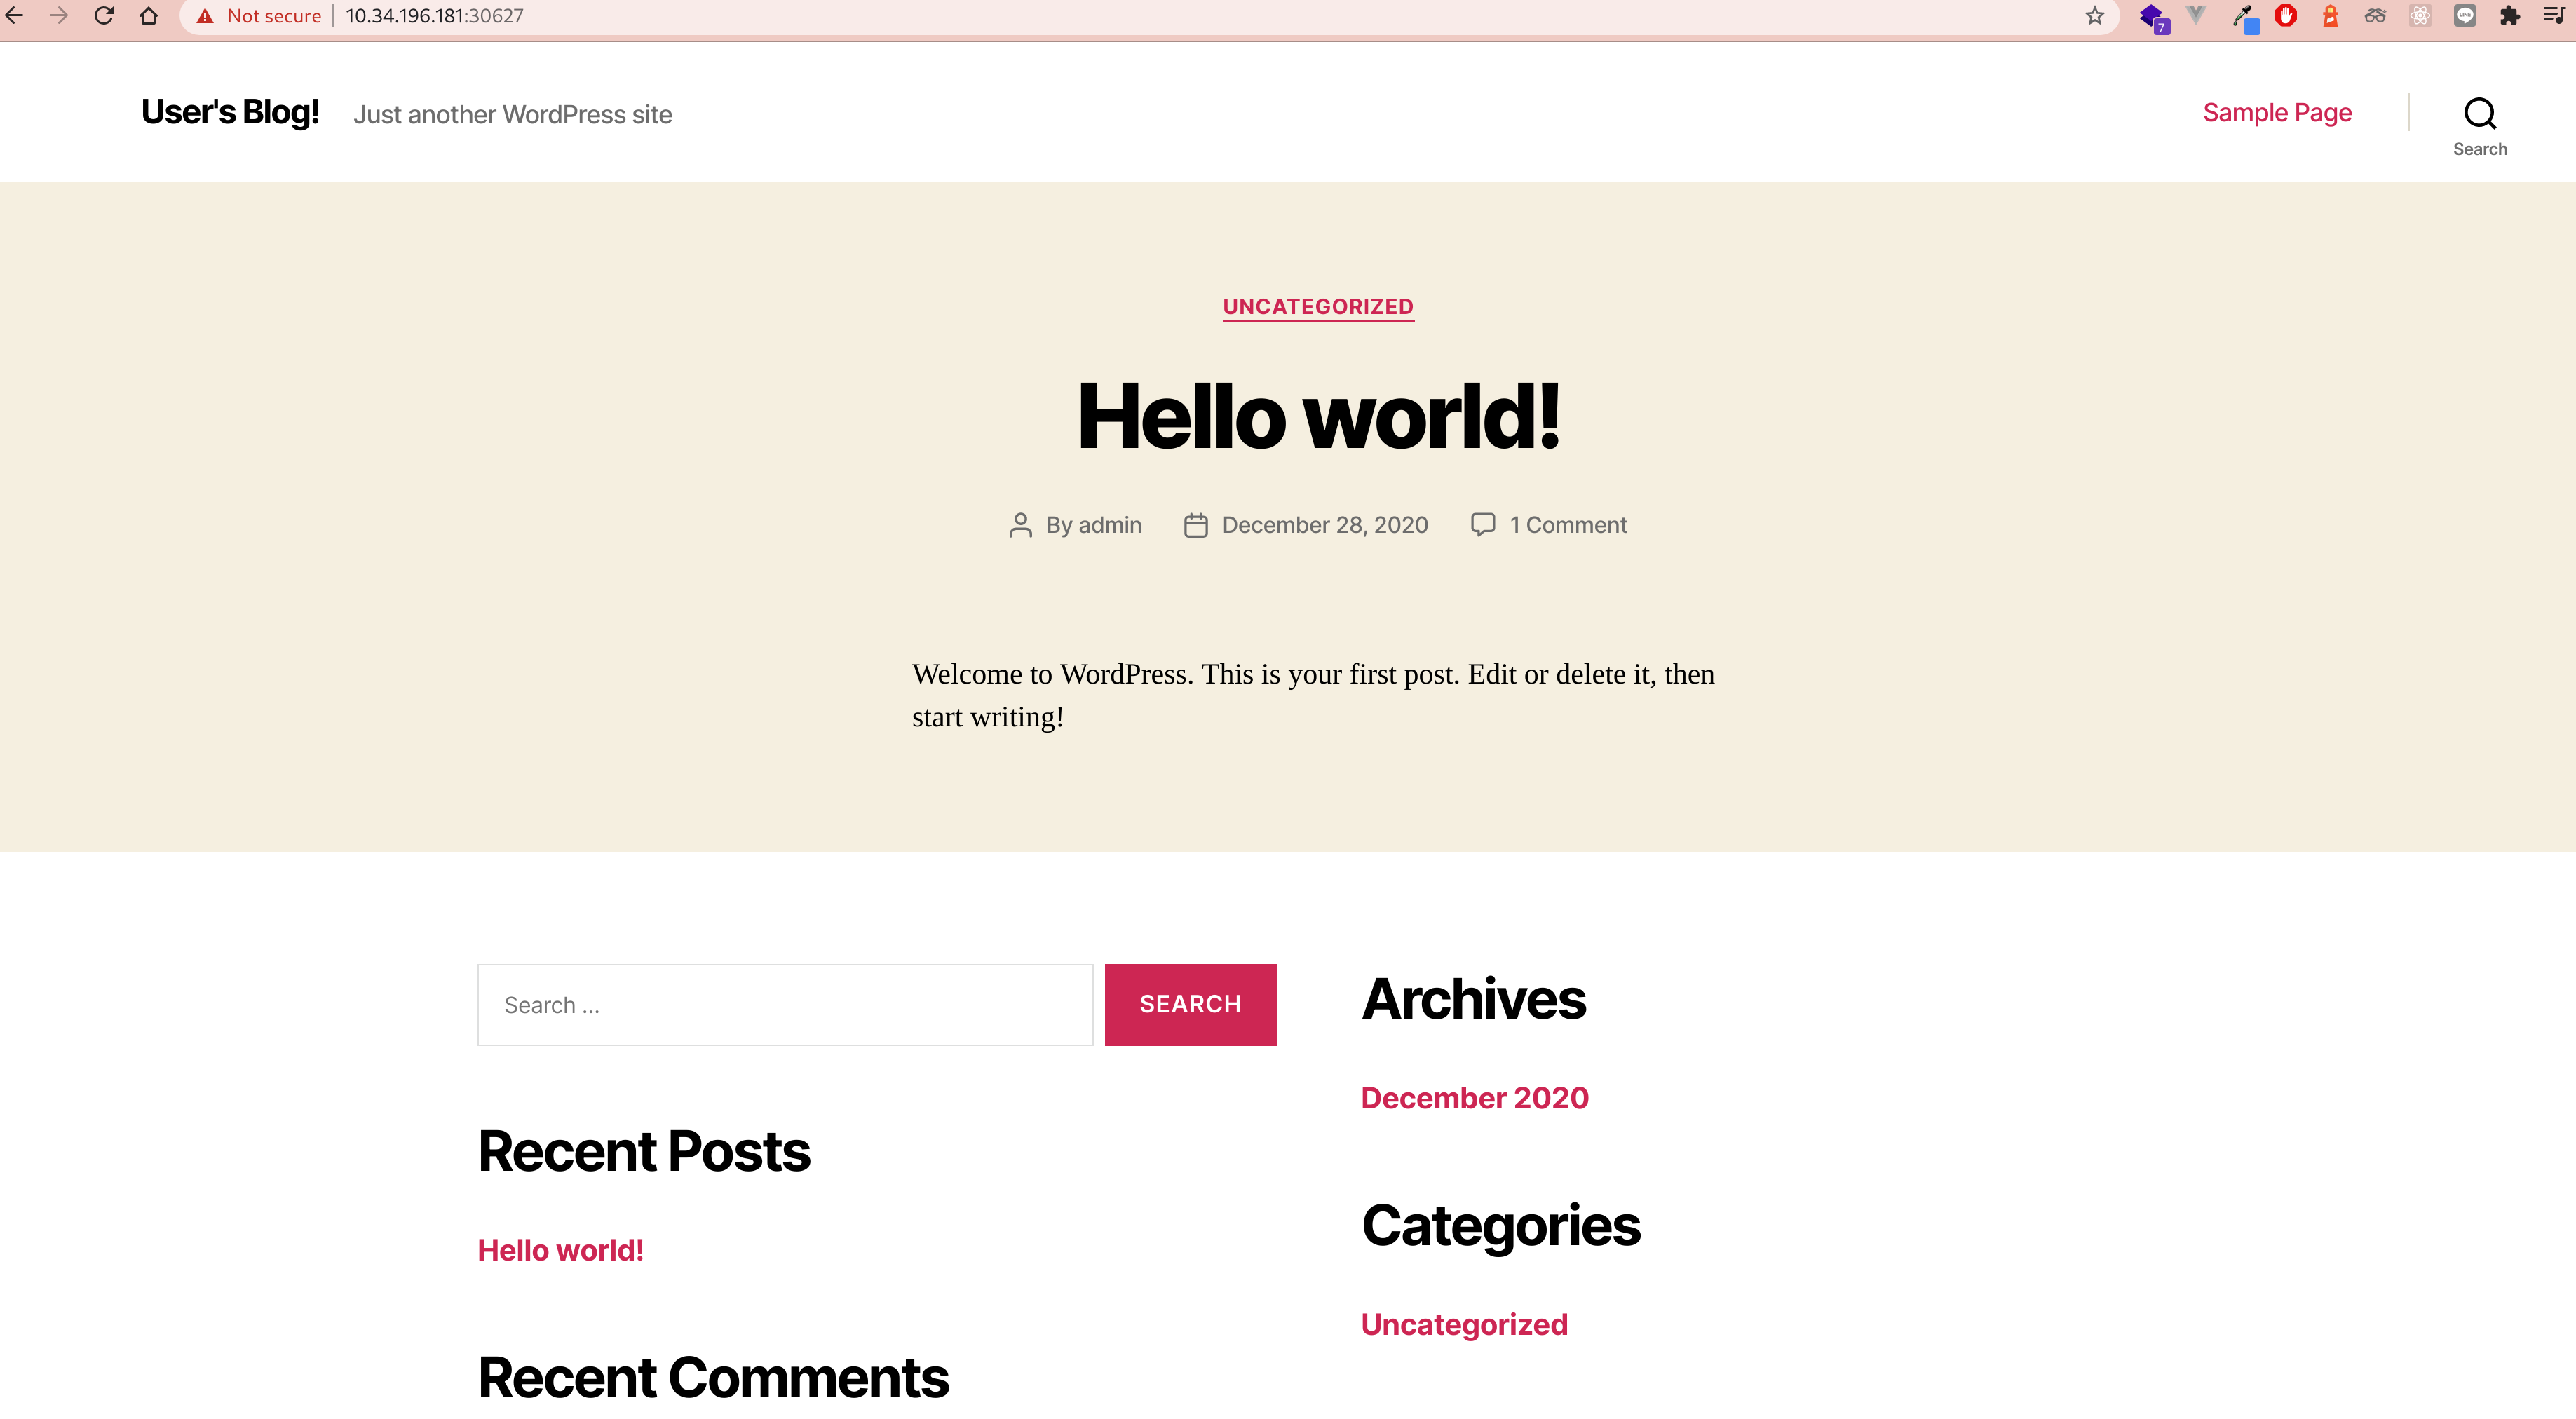 Not secure | 10.34.196.181:30627
7
User's Blog! Just another WordPress site
Sample Page
Search
UNCATEGORIZED
Hello world!
By admin December 28, 2020 1 Comment
Welcome to WordPress. This is your first post. Edit or delete it, then
start writing!
Search ...
SEARCH
Recent Posts
Hello world!
Recent Comments
Archives
December 2020
Categories
Uncategorized